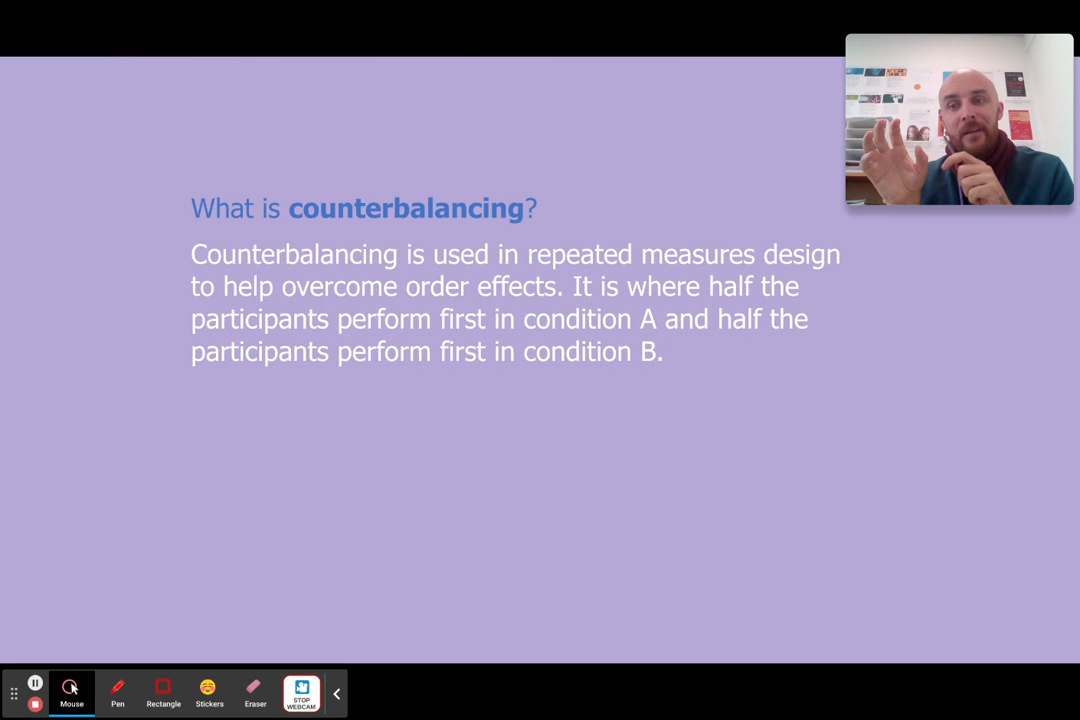 What is counterbalancing?
Counterbalancing is used in repeated measures design
to help overcome order effects. It is where half the
participants perform first in condition A and half the
participants perform first in condition B.
Mouse
Pen
Rectangle
Stickers
Eraser
STOP
WEBCAM